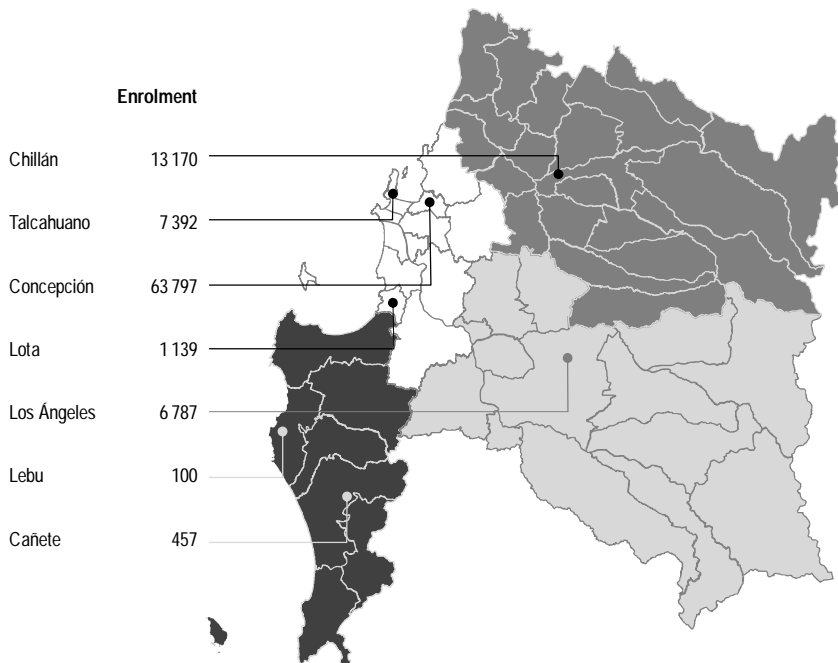 Enrolment
Chillán 13 170
Talcahuano 7 392
Concepción 63 797
Lota 1 139
Los Ángeles 6 787
Lebu 100
Cañete 457